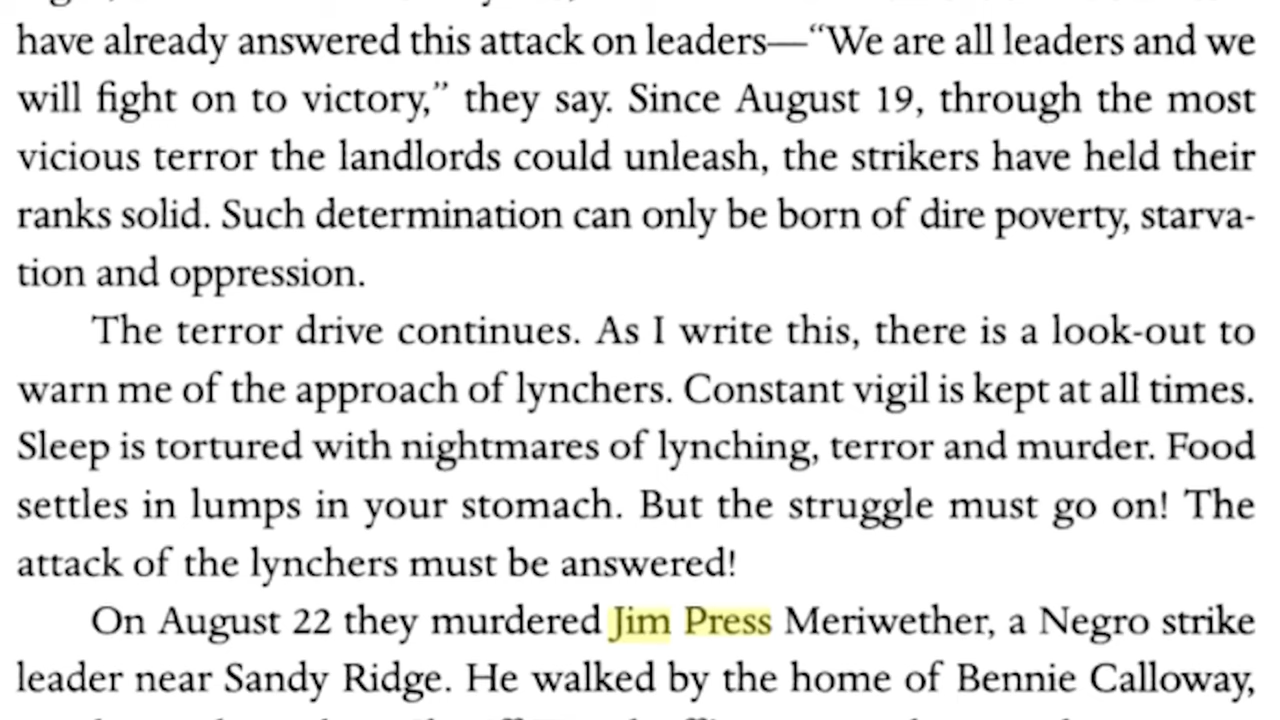 have already answered this attack on leaders—“We are all leaders and we
will fight on to victory,” they say. Since August 19, through the most
vicious terror the landlords could unleash, the strikers have held their
ranks solid. Such determination can only be born of dire poverty, starva-
tion and oppression.
The terror drive continues. As I write this, there is a look-out to
warn me of the approach of lynchers. Constant vigil is kept at all times.
Sleep is tortured with nightmares of lynching, terror and murder. Food
settles in lumps in your stomach. But the struggle must go on! The
attack of the lynchers must be answered!
On August 22 they murdered Jim Press Meriwether, a Negro strike
leader near Sandy Ridge. He walked by the home of Bennie Calloway,